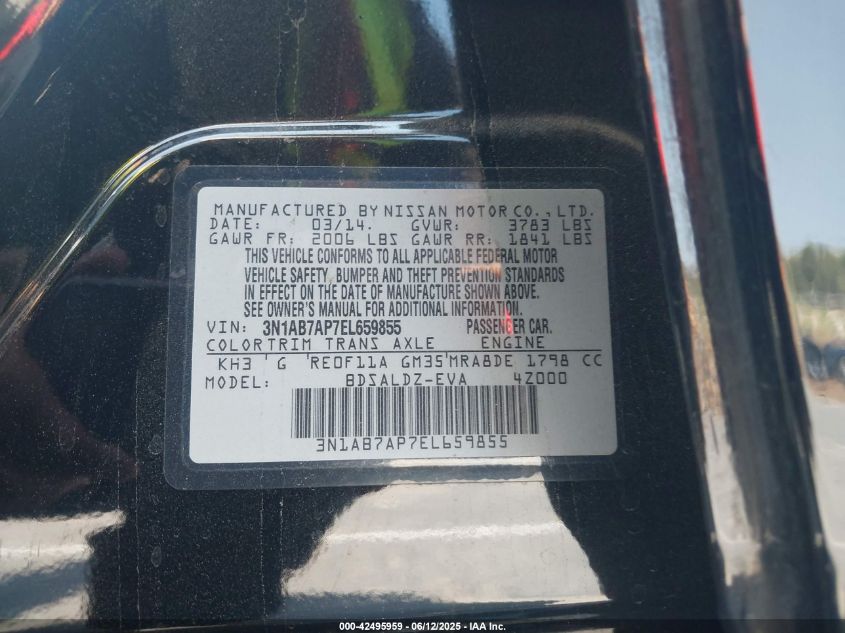 MANUFACTURED BY NISSAN MOTOR CO., LTD.
DATE: 03/14. GVWR: 3783 LBS
GAWR FR: 2006 LBS GAWR RR: 1841 LBS
THIS VEHICLE CONFORMS TO ALL APPLICABLE FEDERAL MOTOR
VEHICLE SAFETY, BUMPER AND THEFT PREVENTION STANDARDS
IN EFFECT ON THE DATE OF MANUFACTURE SHOWN ABOVE.
SEE OWNER'S MANUAL FOR ADDITIONAL INFORMATION.
VIN: 3N1AB7AP7EL659855 PASSENGER CAR.
COLOR TRIM TRANS AXLE ENGINE
KH3 G RE0F11A GM35 MRA8DE 1798 CC
MODEL: BDSALDZ-EVA 4Z000
3N1AB7AP7EL659855
000-42495959 - 06/12/2025 - IAA, Inc.